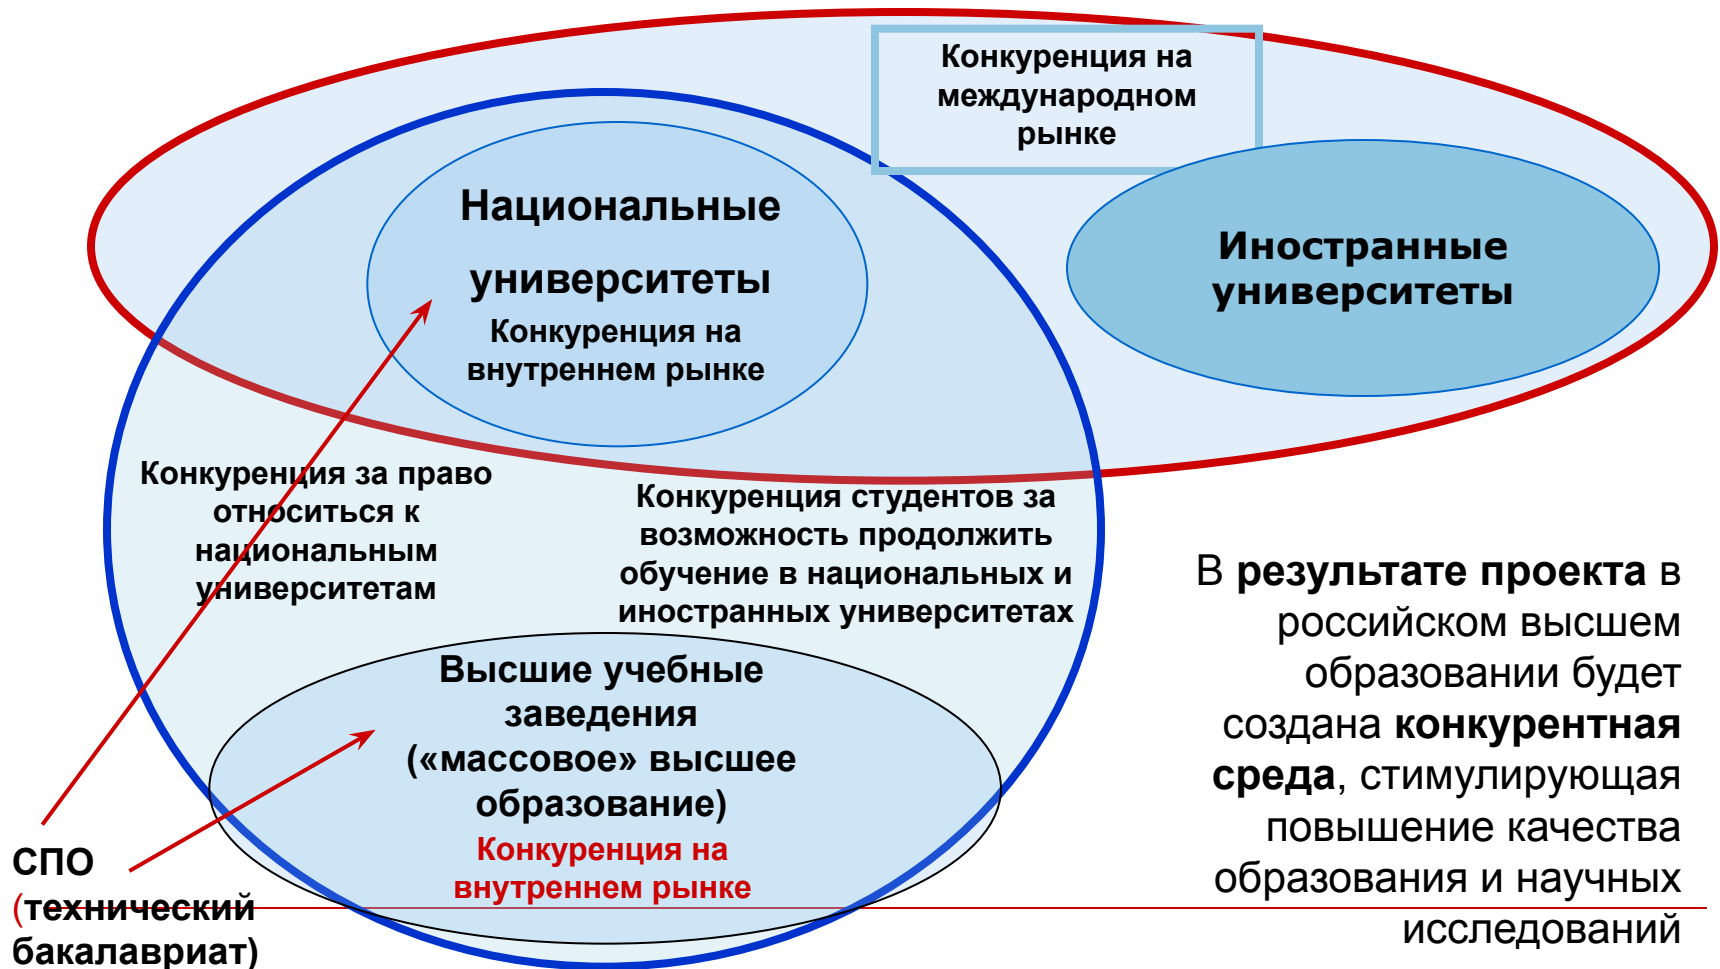 Конкуренция на
международном
рынке
Национальные
университеты
Конкуренция на
внутреннем рынке
Иностранные
университеты
Конкуренция за право
относиться к
национальным
университетам
Конкуренция студентов за
возможность продолжить
обучение в национальных и
иностранных университетах
Высшие учебные
заведения
(«массовое» высшее
образование)
Конкуренция на
внутреннем рынке
СПО
(технический
бакалавриат)
В результате проекта в
российском высшем
образовании будет
создана конкурентная
среда, стимулирующая
повышение качества
образования и научных
исследований